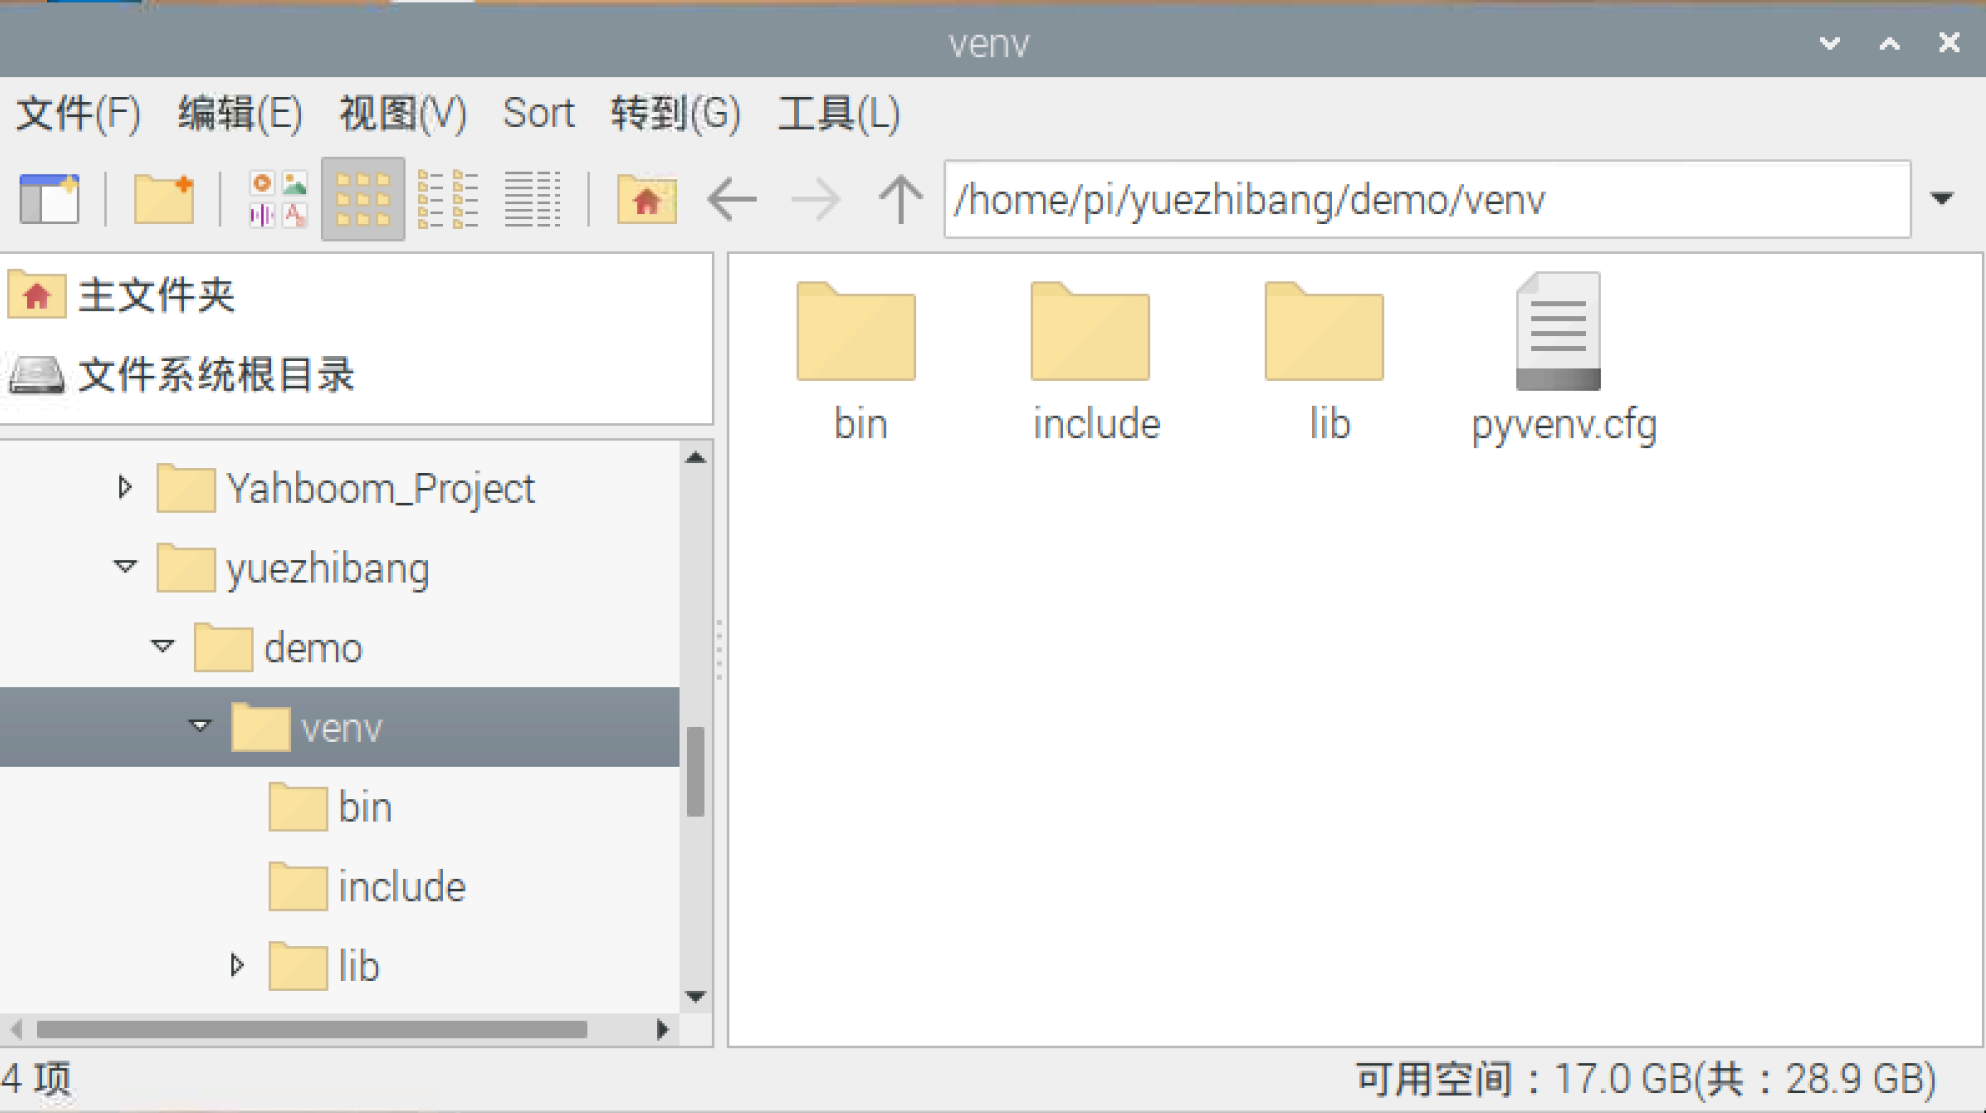 venv
文件(F) 编辑(E) 视图(V) Sort 转到(G) 工具(L)
/home/pi/yuezhibang/demo/venv
主文件夹
文件系统根目录
Yahboom_Project
yuezhibang
demo
venv
bin
include
lib
bin include lib pyvenv.cfg
4 项
可用空间：17.0 GB(共：28.9 GB)